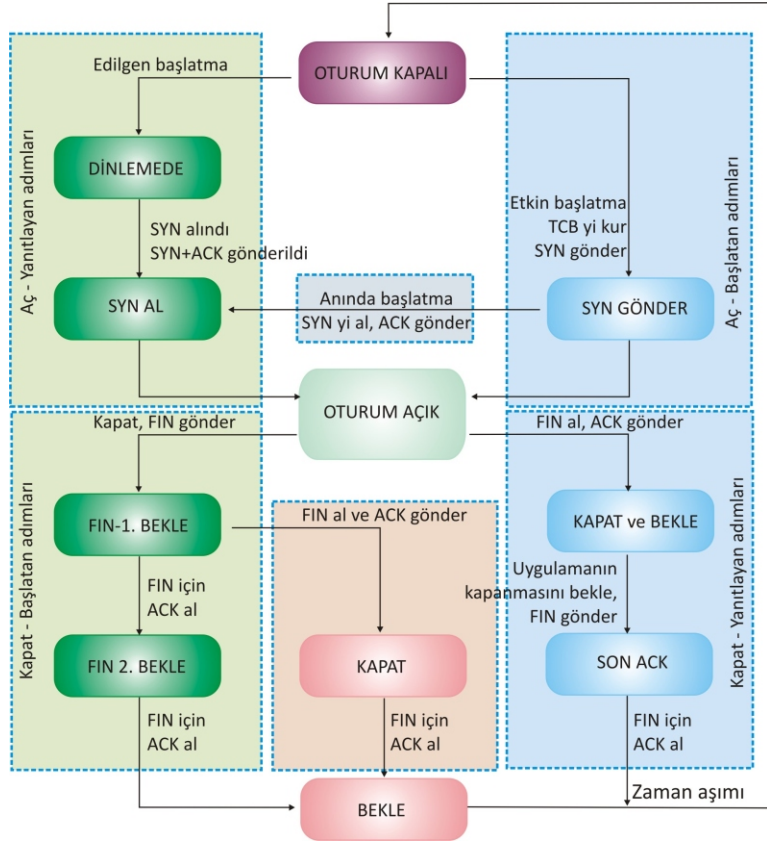 OTURUM KAPALI
Edilgen başlatma
Aç - Yanıtlayan adımları
DİNLEMEDE
SYN alındı
SYN+ACK gönderildi
SYN AL
Etkin başlatma
TCB yi kur
SYN gönder
Aç - Başlatan adımları
SYN GÖNDER
Anında başlatma
SYN yi al, ACK gönder
OTURUM AÇIK
Kapat, FIN gönder
FIN al, ACK gönder
Kapat - Başlatan adımları
FIN-1. BEKLE
FIN için
ACK al
FIN 2. BEKLE
FIN için
ACK al
FIN al ve ACK gönder
KAPAT
FIN için
ACK al
KAPAT ve BEKLE
Uygulamanın
kapanmasını bekle,
FIN gönder
SON ACK
FIN için
ACK al
Kapat - Yanıtlayan adımları
BEKLE
Zaman aşımı